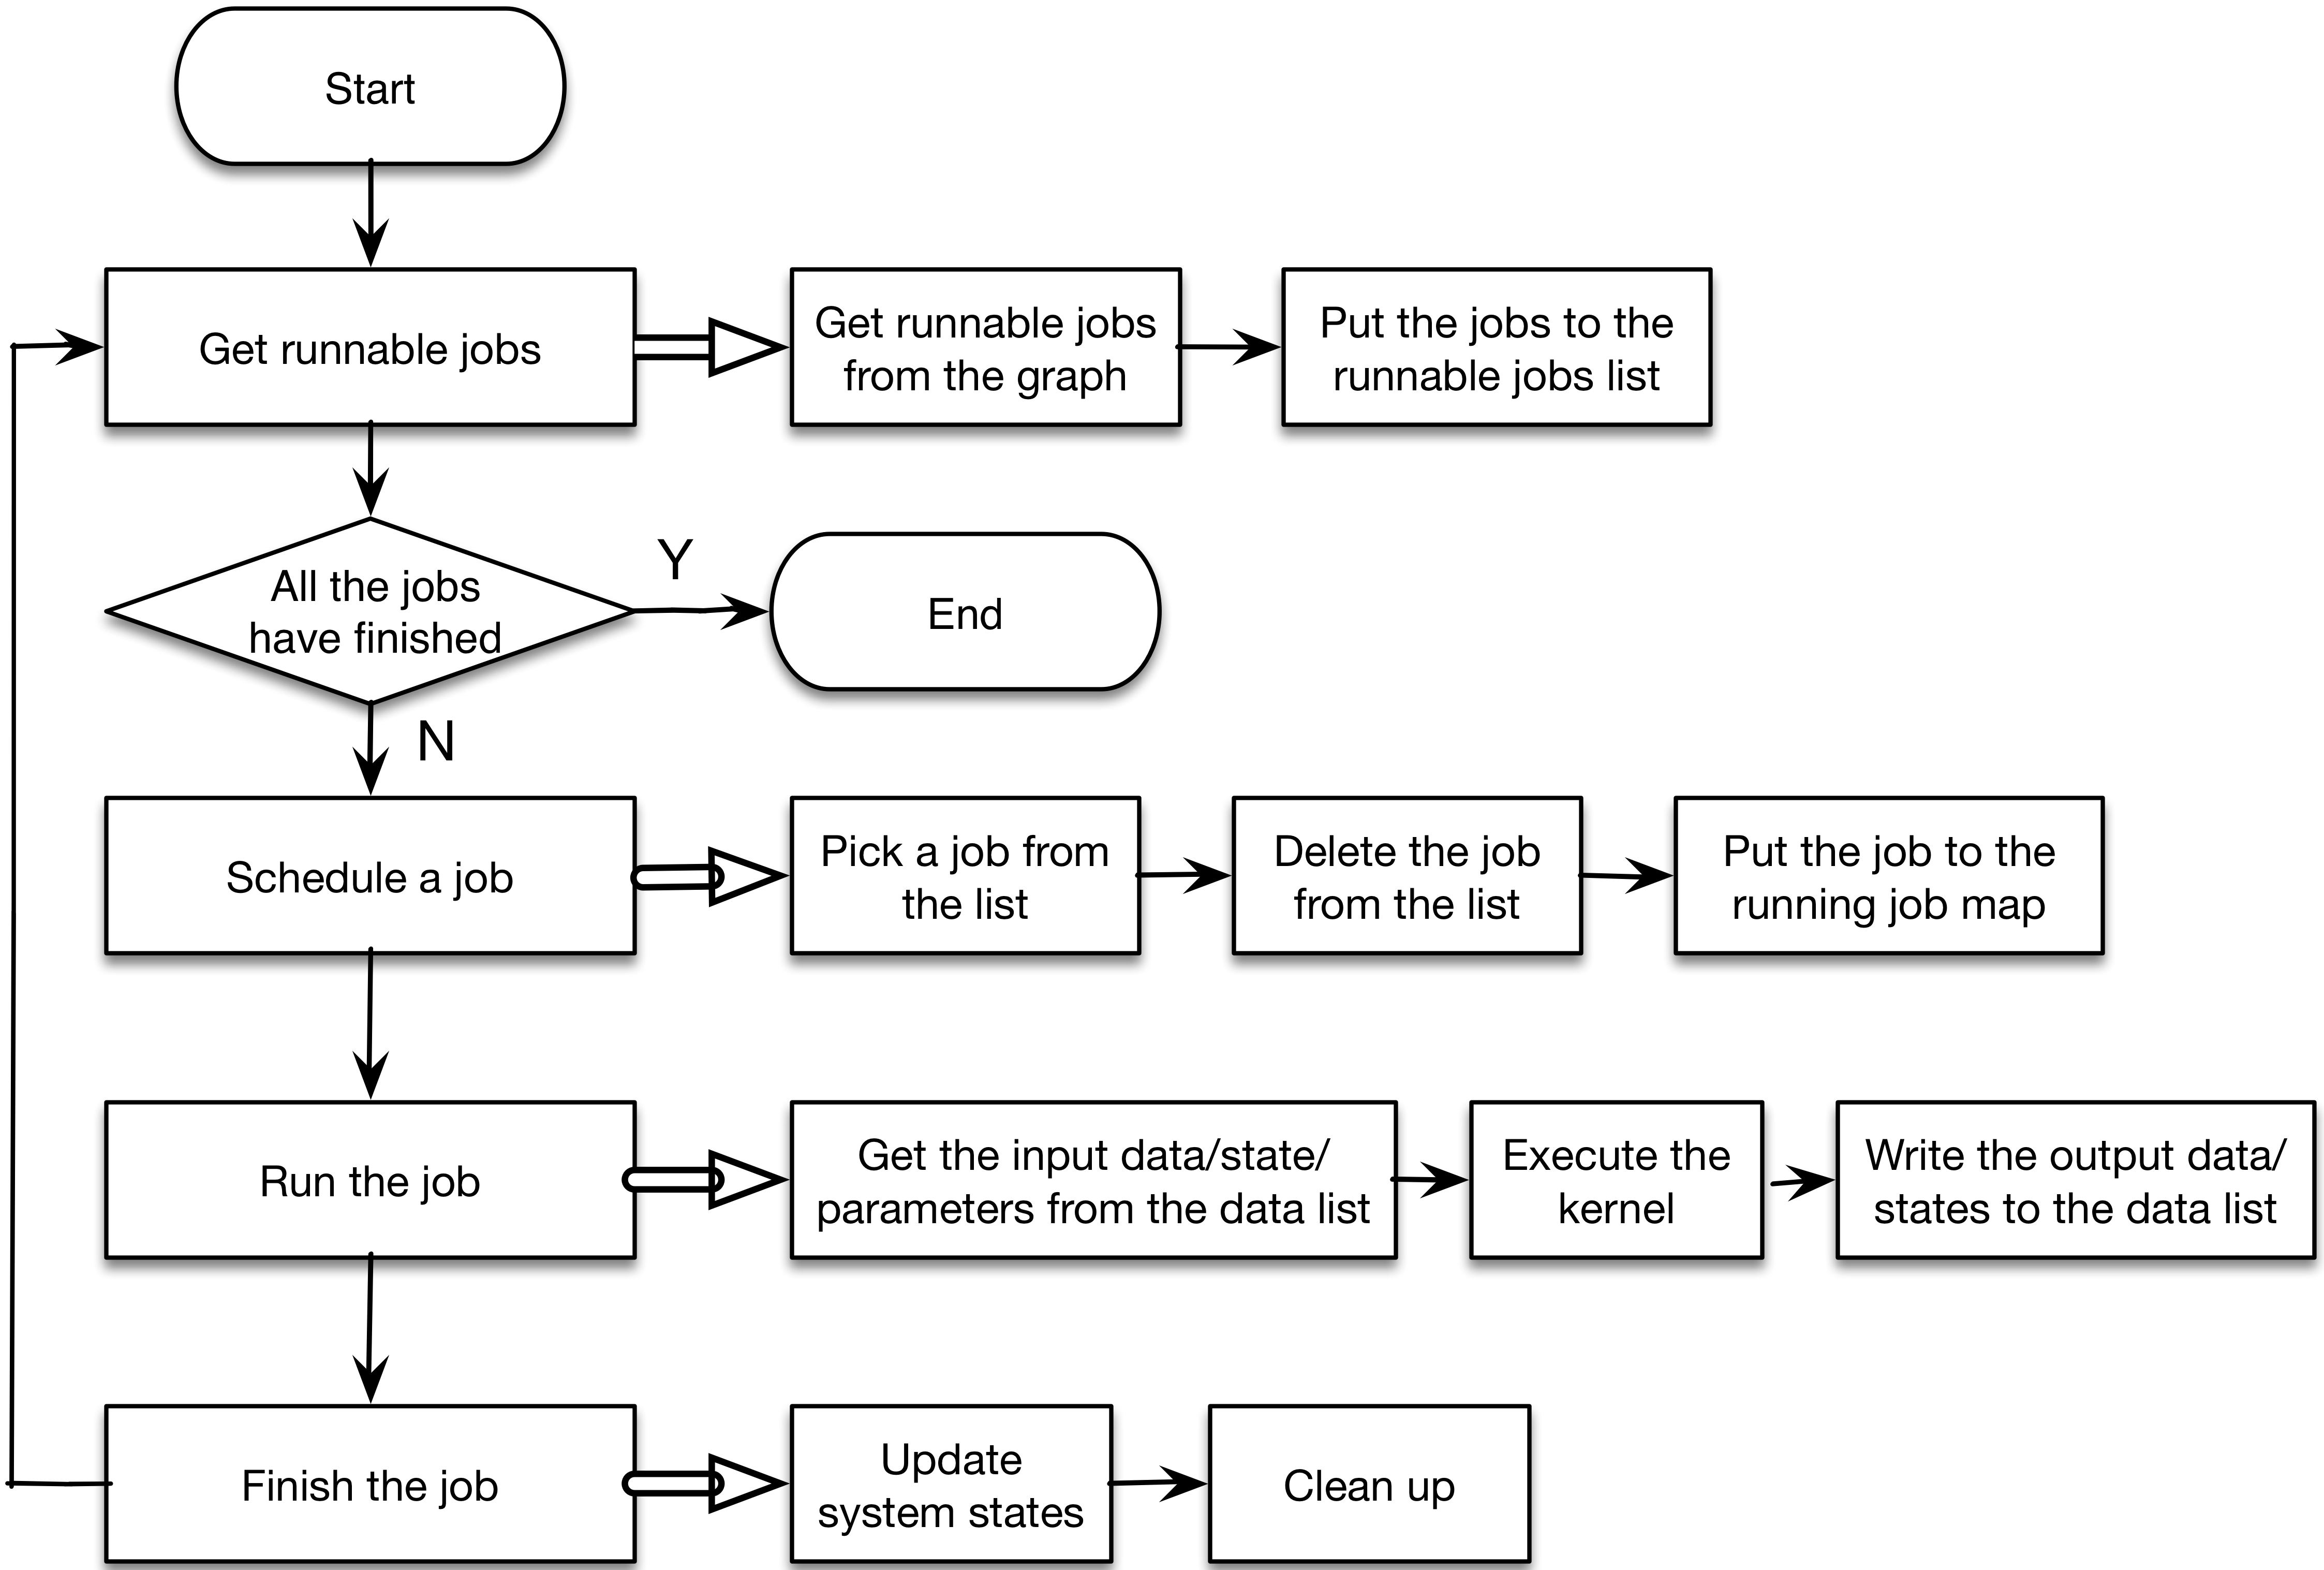 Start
Get runnable jobs
Get runnable jobs
from the graph
Put the jobs to the
runnable jobs list
All the jobs
have finished
Y
End
N
Schedule a job
Pick a job from
the list
Delete the job
from the list
Put the job to the
running job map
Run the job
Get the input data/state/
parameters from the data list
Execute the
kernel
Write the output data/
states to the data list
Finish the job
Update
system states
Clean up